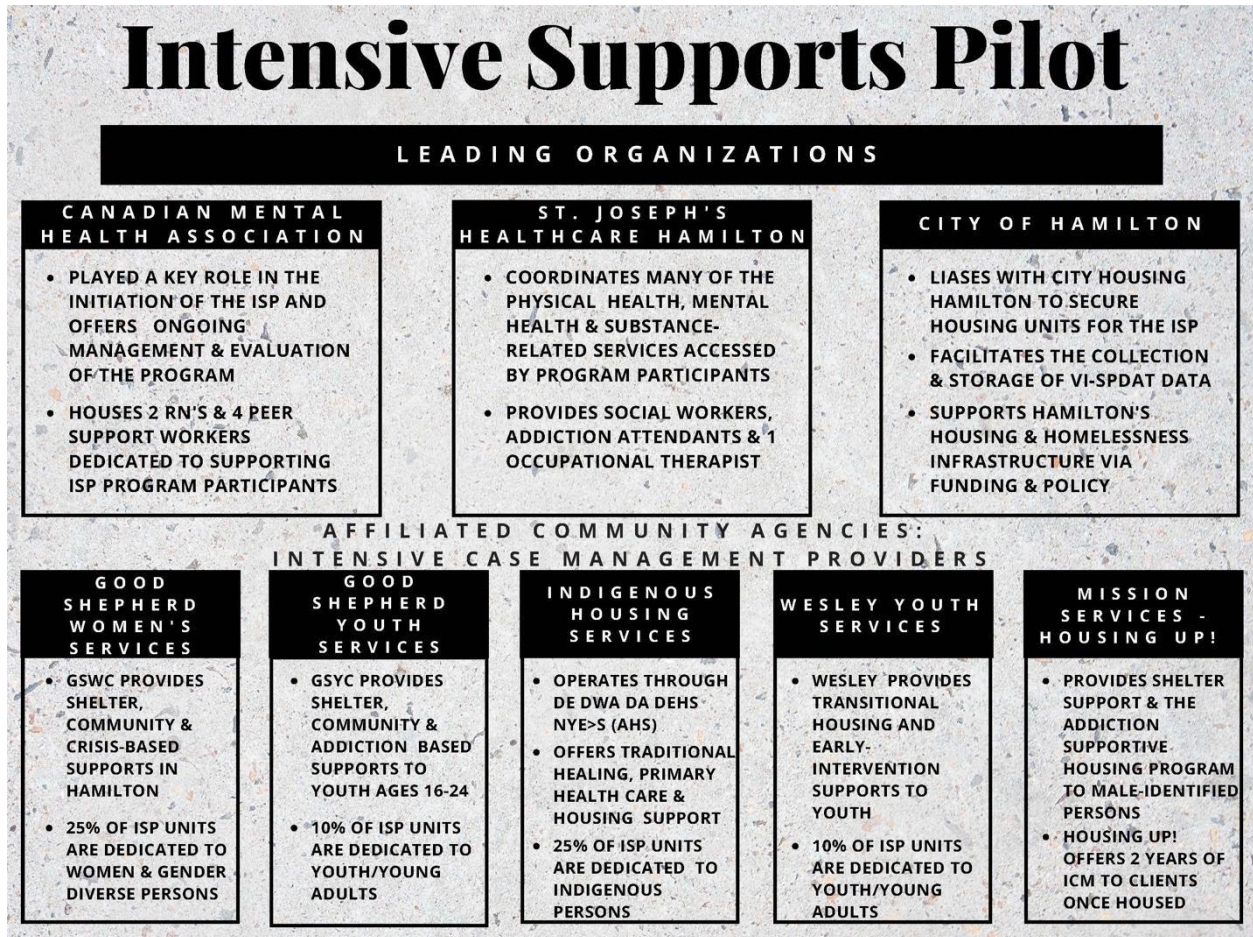 Intensive Supports Pilot
LEADING ORGANIZATIONS
CANADIAN MENTAL
HEALTH ASSOCIATION
• PLAYED A KEY ROLE IN THE
INITIATION OF THE ISP AND
OFFERS ONGOING
MANAGEMENT & EVALUATION
OF THE PROGRAM
• HOUSES 2 RN'S & 4 PEER
SUPPORT WORKERS
DEDICATED TO SUPPORTING
ISP PROGRAM PARTICIPANTS
ST. JOSEPH'S
HEALTHCARE HAMILTON
• COORDINATES MANY OF THE
PHYSICAL HEALTH, MENTAL
HEALTH & SUBSTANCE-
RELATED SERVICES ACCESSED
BY PROGRAM PARTICIPANTS
• PROVIDES SOCIAL WORKERS,
ADDICTION ATTENDANTS & 1
OCCUPATIONAL THERAPIST
CITY OF HAMILTON
• LIASES WITH CITY HOUSING
HAMILTON TO SECURE
HOUSING UNITS FOR THE ISP
• FACILITATES THE COLLECTION
& STORAGE OF VI-SPDAT DATA
• SUPPORTS HAMILTON'S
HOUSING & HOMELESSNESS
INFRASTRUCTURE VIA
FUNDING & POLICY
AFFILIATED COMMUNITY AGENCIES:
INTENSIVE CASE MANAGEMENT PROVIDERS
GOOD
SHEPHERD
WOMEN'S
SERVICES
• GSWC PROVIDES
SHELTER,
COMMUNITY &
CRISIS-BASED
SUPPORTS IN
HAMILTON
• 25% OF ISP UNITS
ARE DEDICATED TO
WOMEN & GENDER
DIVERSE PERSONS
GOOD
SHEPHERD
YOUTH
SERVICES
• GSYC PROVIDES
SHELTER,
COMMUNITY &
ADDICTION BASED
SUPPORTS TO
YOUTH AGES 16-24
• 10% OF ISP UNITS
ARE DEDICATED TO
YOUTH/YOUNG
ADULTS
INDIGENOUS
HOUSING
SERVICES
• OPERATES THROUGH
DE DWA DA DEHS
NYE>S (AHS)
• OFFERS TRADITIONAL
HEALING, PRIMARY
HEALTH CARE &
HOUSING SUPPORT
• 25% OF ISP UNITS
ARE DEDICATED TO
INDIGENOUS
PERSONS
WESLEY YOUTH
SERVICES
• WESLEY PROVIDES
TRANSITIONAL
HOUSING AND
EARLY-
INTERVENTION
SUPPORTS TO
YOUTH
• 10% OF ISP UNITS
ARE DEDICATED TO
YOUTH/YOUNG
ADULTS
MISSION
SERVICES -
HOUSING UP!
• PROVIDES SHELTER
SUPPORT & THE
ADDICTION
SUPPORTIVE
HOUSING PROGRAM
TO MALE-IDENTIFIED
PERSONS
• HOUSING UP!
OFFERS 2 YEARS OF
ICM TO CLIENTS
ONCE HOUSED